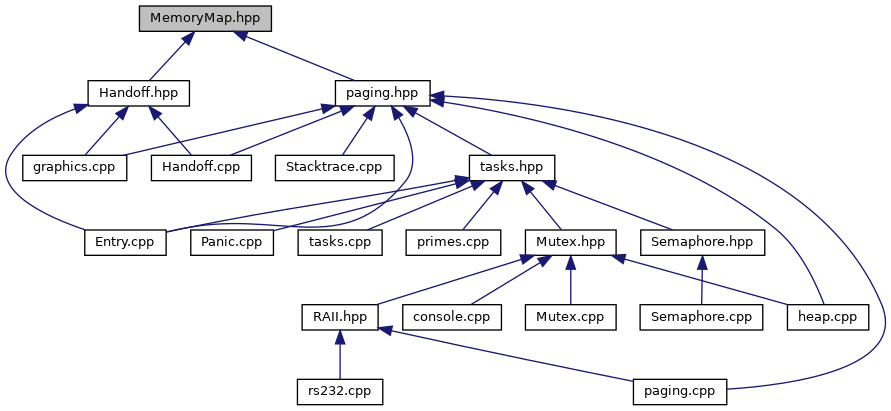 MemoryMap.hpp
Handoff.hpp
paging.hpp
graphics.cpp
Handoff.cpp
Stacktrace.cpp
tasks.hpp
Entry.cpp
Panic.cpp
tasks.cpp
primes.cpp
Mutex.hpp
Semaphore.hpp
RAII.hpp
console.cpp
Mutex.cpp
Semaphore.cpp
heap.cpp
rs232.cpp
paging.cpp